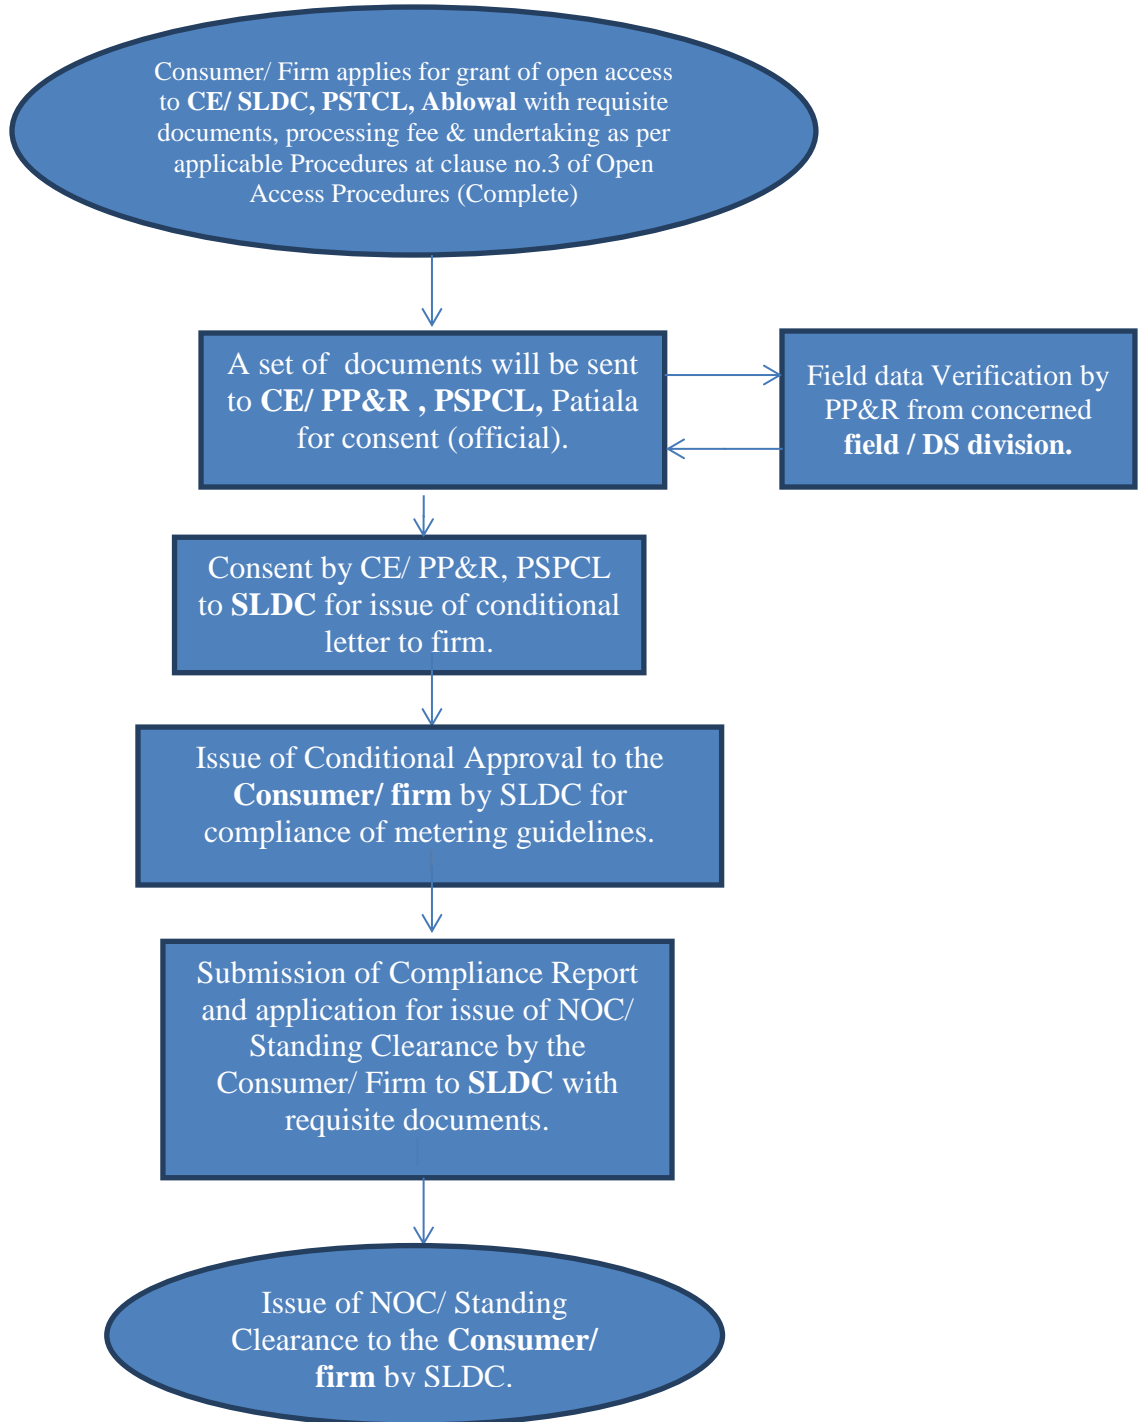 Consumer/ Firm applies for grant of open access
to CE/ SLDC, PSTCL, Ablowal with requisite
documents, processing fee & undertaking as per
applicable Procedures at clause no.3 of Open
Access Procedures (Complete)
A set of documents will be sent
to CE/ PP&R , PSPCL, Patiala
for consent (official).
Field data Verification by
PP&R from concerned
field / DS division.
Consent by CE/ PP&R, PSPCL
to SLDC for issue of conditional
letter to firm.
Issue of Conditional Approval to the
Consumer/ firm by SLDC for
compliance of metering guidelines.
Submission of Compliance Report
and application for issue of NOC/
Standing Clearance by the
Consumer/ Firm to SLDC with
requisite documents.
Issue of NOC/ Standing
Clearance to the Consumer/
firm by SLDC.